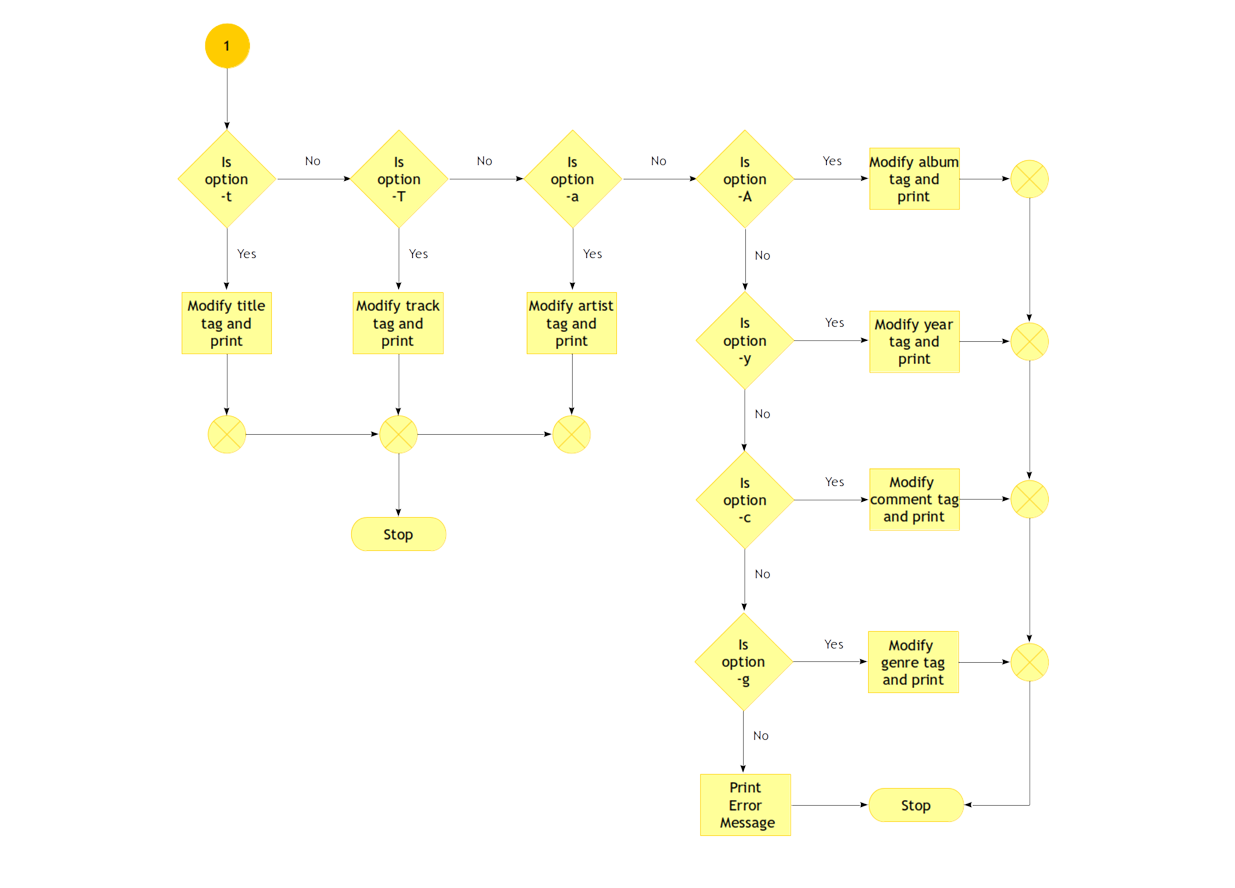 1
Is
option
-t
No
Is
option
-T
No
Is
option
-a
No
Is
option
-A
Yes
Modify album
tag and
print
Yes
Yes
Yes
No
Modify title
tag and
print
Modify track
tag and
print
Modify artist
tag and
print
Is
option
-y
Yes
Modify year
tag and
print
No
Stop
Is
option
-c
Yes
Modify
comment tag
and print
No
Is
option
-g
Yes
Modify
genre tag
and print
No
Print
Error
Message
Stop